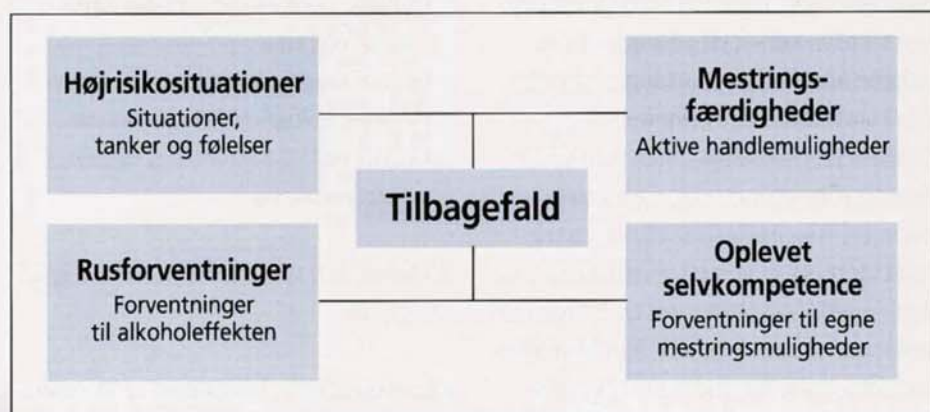 Højrisikosituationer
Situationer,
tanker og følelser
Mestrings-
færdigheder
Aktive handlemuligheder
Tilbagefald
Rusforventninger
Forventninger
til alkoholeffekten
Oplevet
selvkompetence
Forventninger til egne
mestringsmuligheder